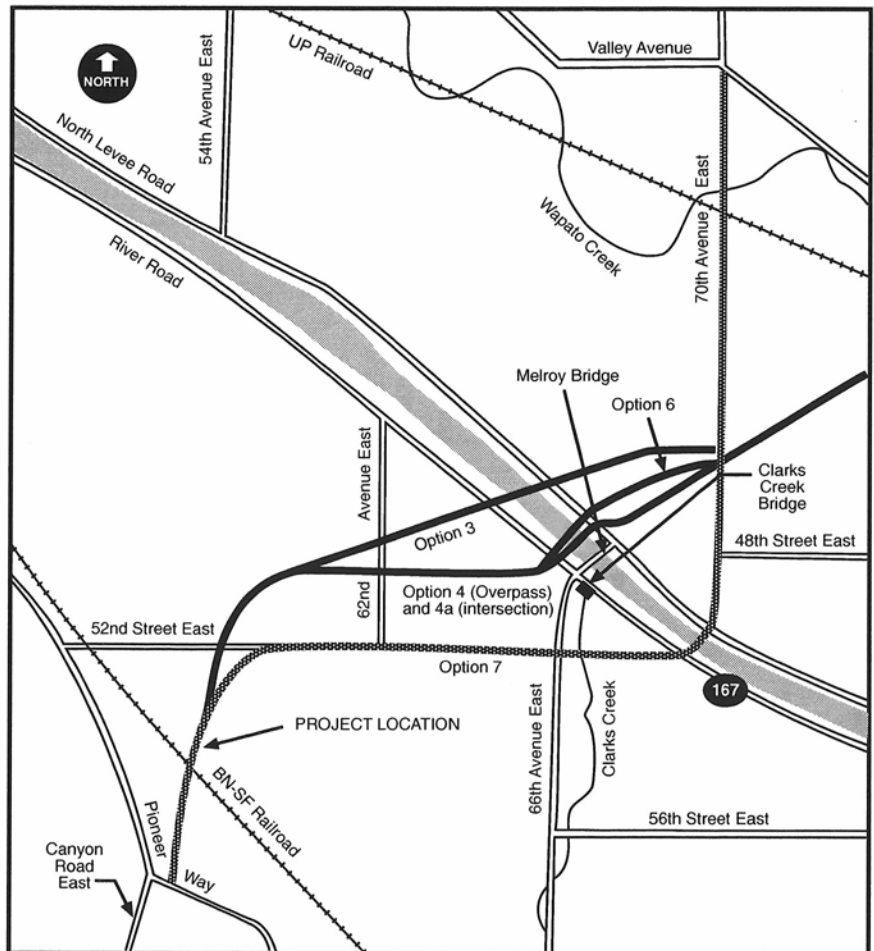 Valley Avenue
UP Railroad
NORTH
54th Avenue East
North Levee Road
70th Avenue East
Wapato Creek
River Road
Melroy Bridge
Option 6
Avenue East
62nd
Clarks
Creek
Bridge
Option 3
48th Street East
Option 4 (Overpass)
and 4a (intersection)
52nd Street East
Option 7
167
PROJECT LOCATION
66th Avenue East
Clarks Creek
BN-SF Railroad
56th Street East
Pioneer
Way
Canyon
Road
East